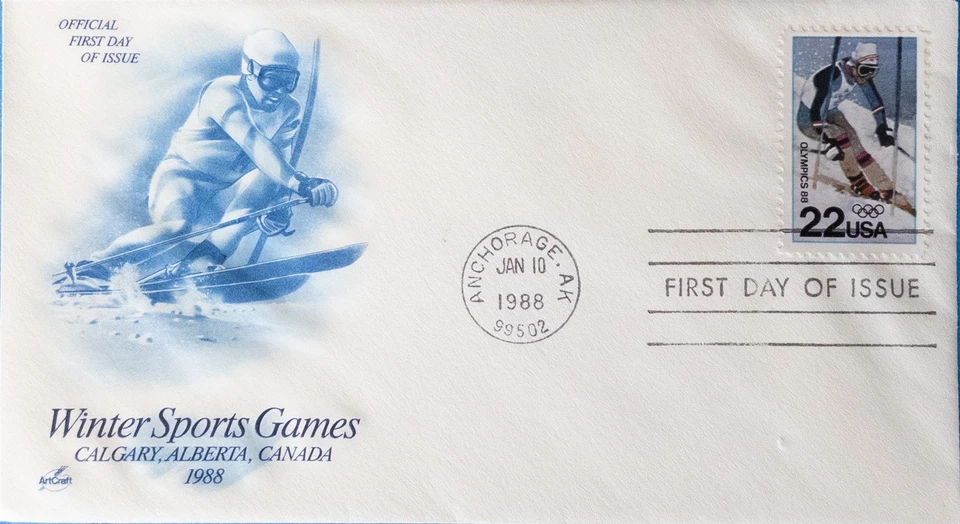 OFFICIAL
FIRST DAY
OF ISSUE
OLYMPICS 88
22USA
ANCHORAGE, AK
JAN 10
1988
99502
FIRST DAY OF ISSUE
Winter Sports Games
CALGARY, ALBERTA, CANADA
1988
ArtCraft